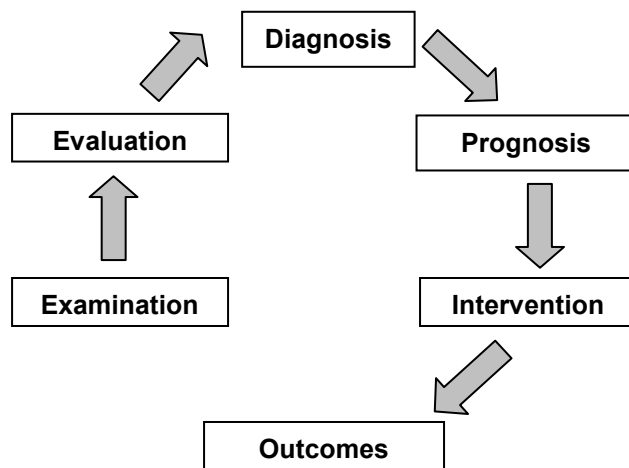 Diagnosis
Evaluation
Prognosis
Examination
Intervention
Outcomes